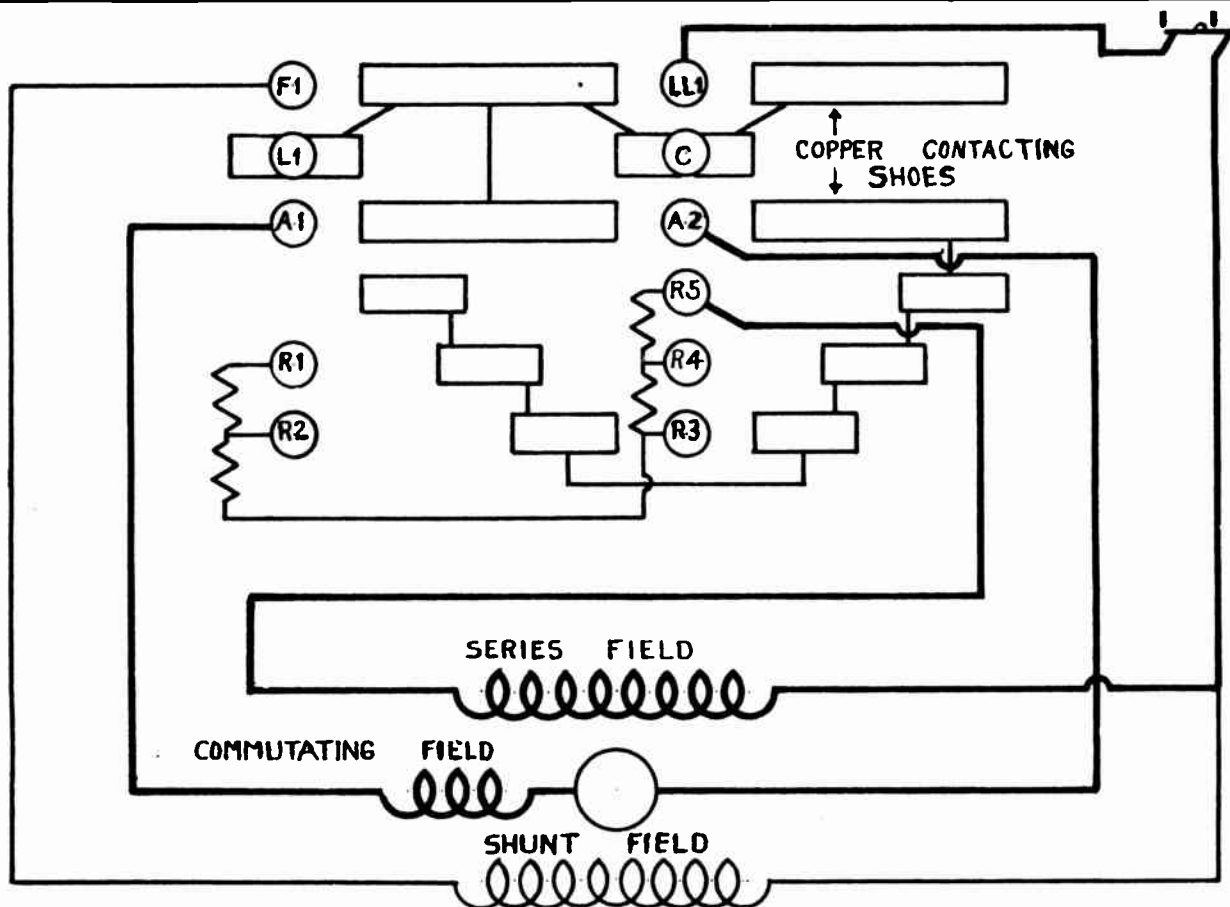 F1
LL1
L1
C
COPPER CONTACTING
SHOES
A1
A2
R5
R1
R4
R2
R3
SERIES FIELD
COMMUTATING FIELD
SHUNT FIELD